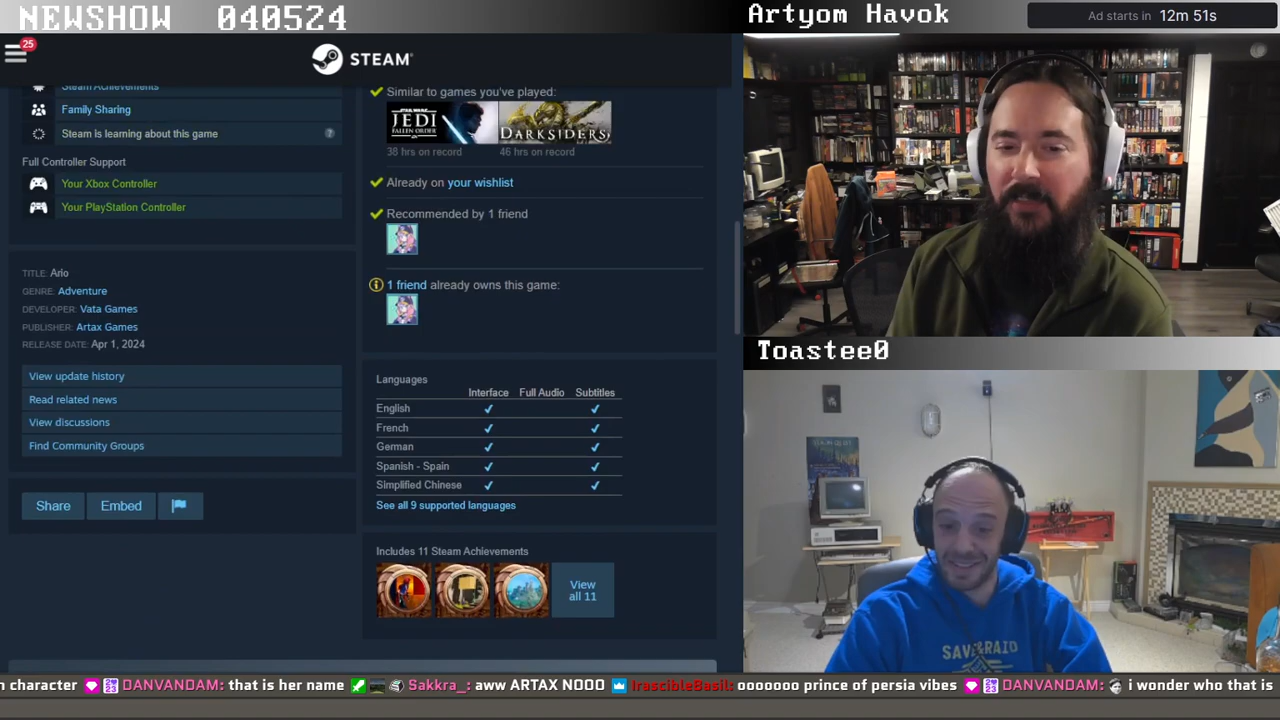 NEWSHOW 040524
Artyom Havok
Ad starts in 12m 51s
25
STEAM
Steam Achievements
Family Sharing
Steam is learning about this game
?
Full Controller Support
Your Xbox Controller
Your PlayStation Controller
TITLE: Ario
GENRE: Adventure
DEVELOPER: Vata Games
PUBLISHER: Artax Games
RELEASE DATE: Apr 1, 2024
View update history
Read related news
View discussions
Find Community Groups
Share
Embed
Similar to games you've played:
STAR WARS
JEDI
FALLEN ORDER
DARKSIDERS
38 hrs on record
46 hrs on record
Already on your wishlist
Recommended by 1 friend
1 friend already owns this game:
Languages
Interface Full Audio Subtitles
English
French
German
Spanish - Spain
Simplified Chinese
See all 9 supported languages
Includes 11 Steam Achievements
View
all 11
Toastee0
SAVE&RAID
n character DANVANDAM: that is her name Sakkra_: aww ARTAX NOOO IrascibleBasil: ooooooo prince of persia vibes DANVANDAM: i wonder who that is